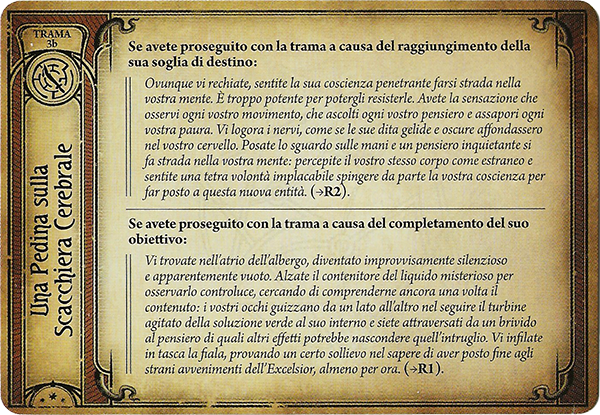 TRAMA
3b
Una Pedina sulla
Scacchiera Cerebrale
Se avete proseguito con la trama a causa del raggiungimento della
sua soglia di destino:
Ovunque vi rechiate, sentite la sua coscienza penetrante farsi strada nella
vostra mente. È troppo potente per potergli resisterle. Avete la sensazione che
osservi ogni vostro movimento, che ascolti ogni vostro pensiero e assapori ogni
vostra paura. Vi logora i nervi, come se le sue dita gelide e oscure affondassero
nel vostro cervello. Posate lo sguardo sulle mani e un pensiero inquietante si
fa strada nella vostra mente: percepite il vostro stesso corpo come estraneo e
sentite una tetra volontà implacabile spingere da parte la vostra coscienza per
far posto a questa nuova entità. (→R2).
Se avete proseguito con la trama a causa del completamento del suo
obiettivo:
Vi trovate nell'atrio dell'albergo, diventato improvvisamente silenzioso
e apparentemente vuoto. Alzate il contenitore del liquido misterioso per
osservarlo controluce, cercando di comprenderne ancora una volta il
contenuto: i vostri occhi guizzano da un lato all'altro nel seguire il turbine
agitato della soluzione verde al suo interno e siete attraversati da un brivido
al pensiero di quali altri effetti potrebbe nascondere quell'intruglio. Vi infilate
in tasca la fiala, provando un certo sollievo nel sapere di aver posto fine agli
strani avvenimenti dell'Excelsior, almeno per ora. (→R1).